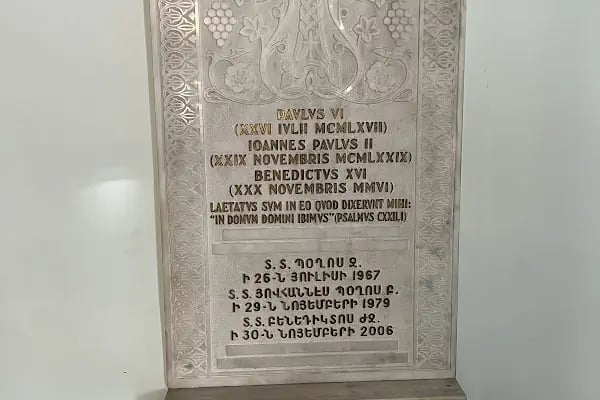 PAVLVS VI
(XXVI IVLII MCMLXVII)
IOANNES PAVLVS II
(XXIX NOVEMBRIS MCMLXXIX)
BENEDICTVS XVI
(XXX NOVEMBRIS MMVI)
LAETATVS SVM IN EO QVOD DIXERVNT MIHI:
"IN DOMVM DOMINI IBIMVS" (PSALMVS CXXII,I)
Տ. Տ. ՊՕՂՈՍ Զ.
Ի 26-Ն ՅՈՒԼԻՍԻ 1967
Տ. Տ. ՅՈՎՀԱՆՆԷՍ ՊՕՂՈՍ Բ.
Ի 29-Ն ՆՈՅԵՄԲԵՐԻ 1979
Տ. Տ. ԲԵՆԵԴԻԿՏՈՍ ԺԶ.
Ի 30-Ն ՆՈՅԵՄԲԵՐԻ 2006